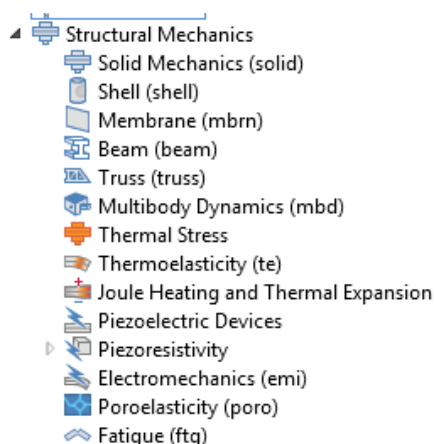 Structural Mechanics
Solid Mechanics (solid)
Shell (shell)
Membrane (mbrn)
Beam (beam)
Truss (truss)
Multibody Dynamics (mbd)
Thermal Stress
Thermoelasticity (te)
Joule Heating and Thermal Expansion
Piezoelectric Devices
Piezoresistivity
Electromechanics (emi)
Poroelasticity (poro)
Fatigue (ftg)